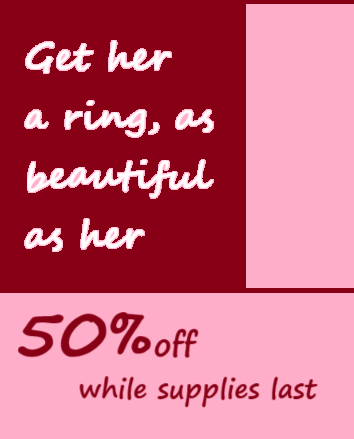 Get her
a ring, as
beautiful
as her
50% off
while supplies last